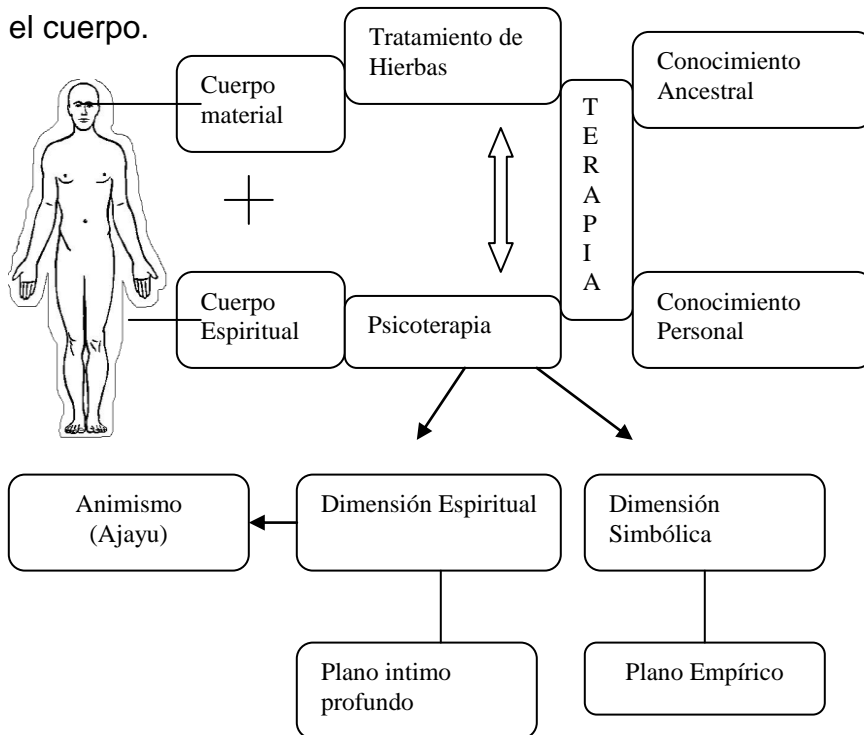 el cuerpo.
Cuerpo
material
Tratamiento de
Hierbas
T
E
R
A
P
I
A
Conocimiento
Ancestral
Cuerpo
Espiritual
Psicoterapia
Conocimiento
Personal
Animismo
(Ajayu)
Dimensión Espiritual
Dimensión
Simbólica
Plano intimo
profundo
Plano Empírico